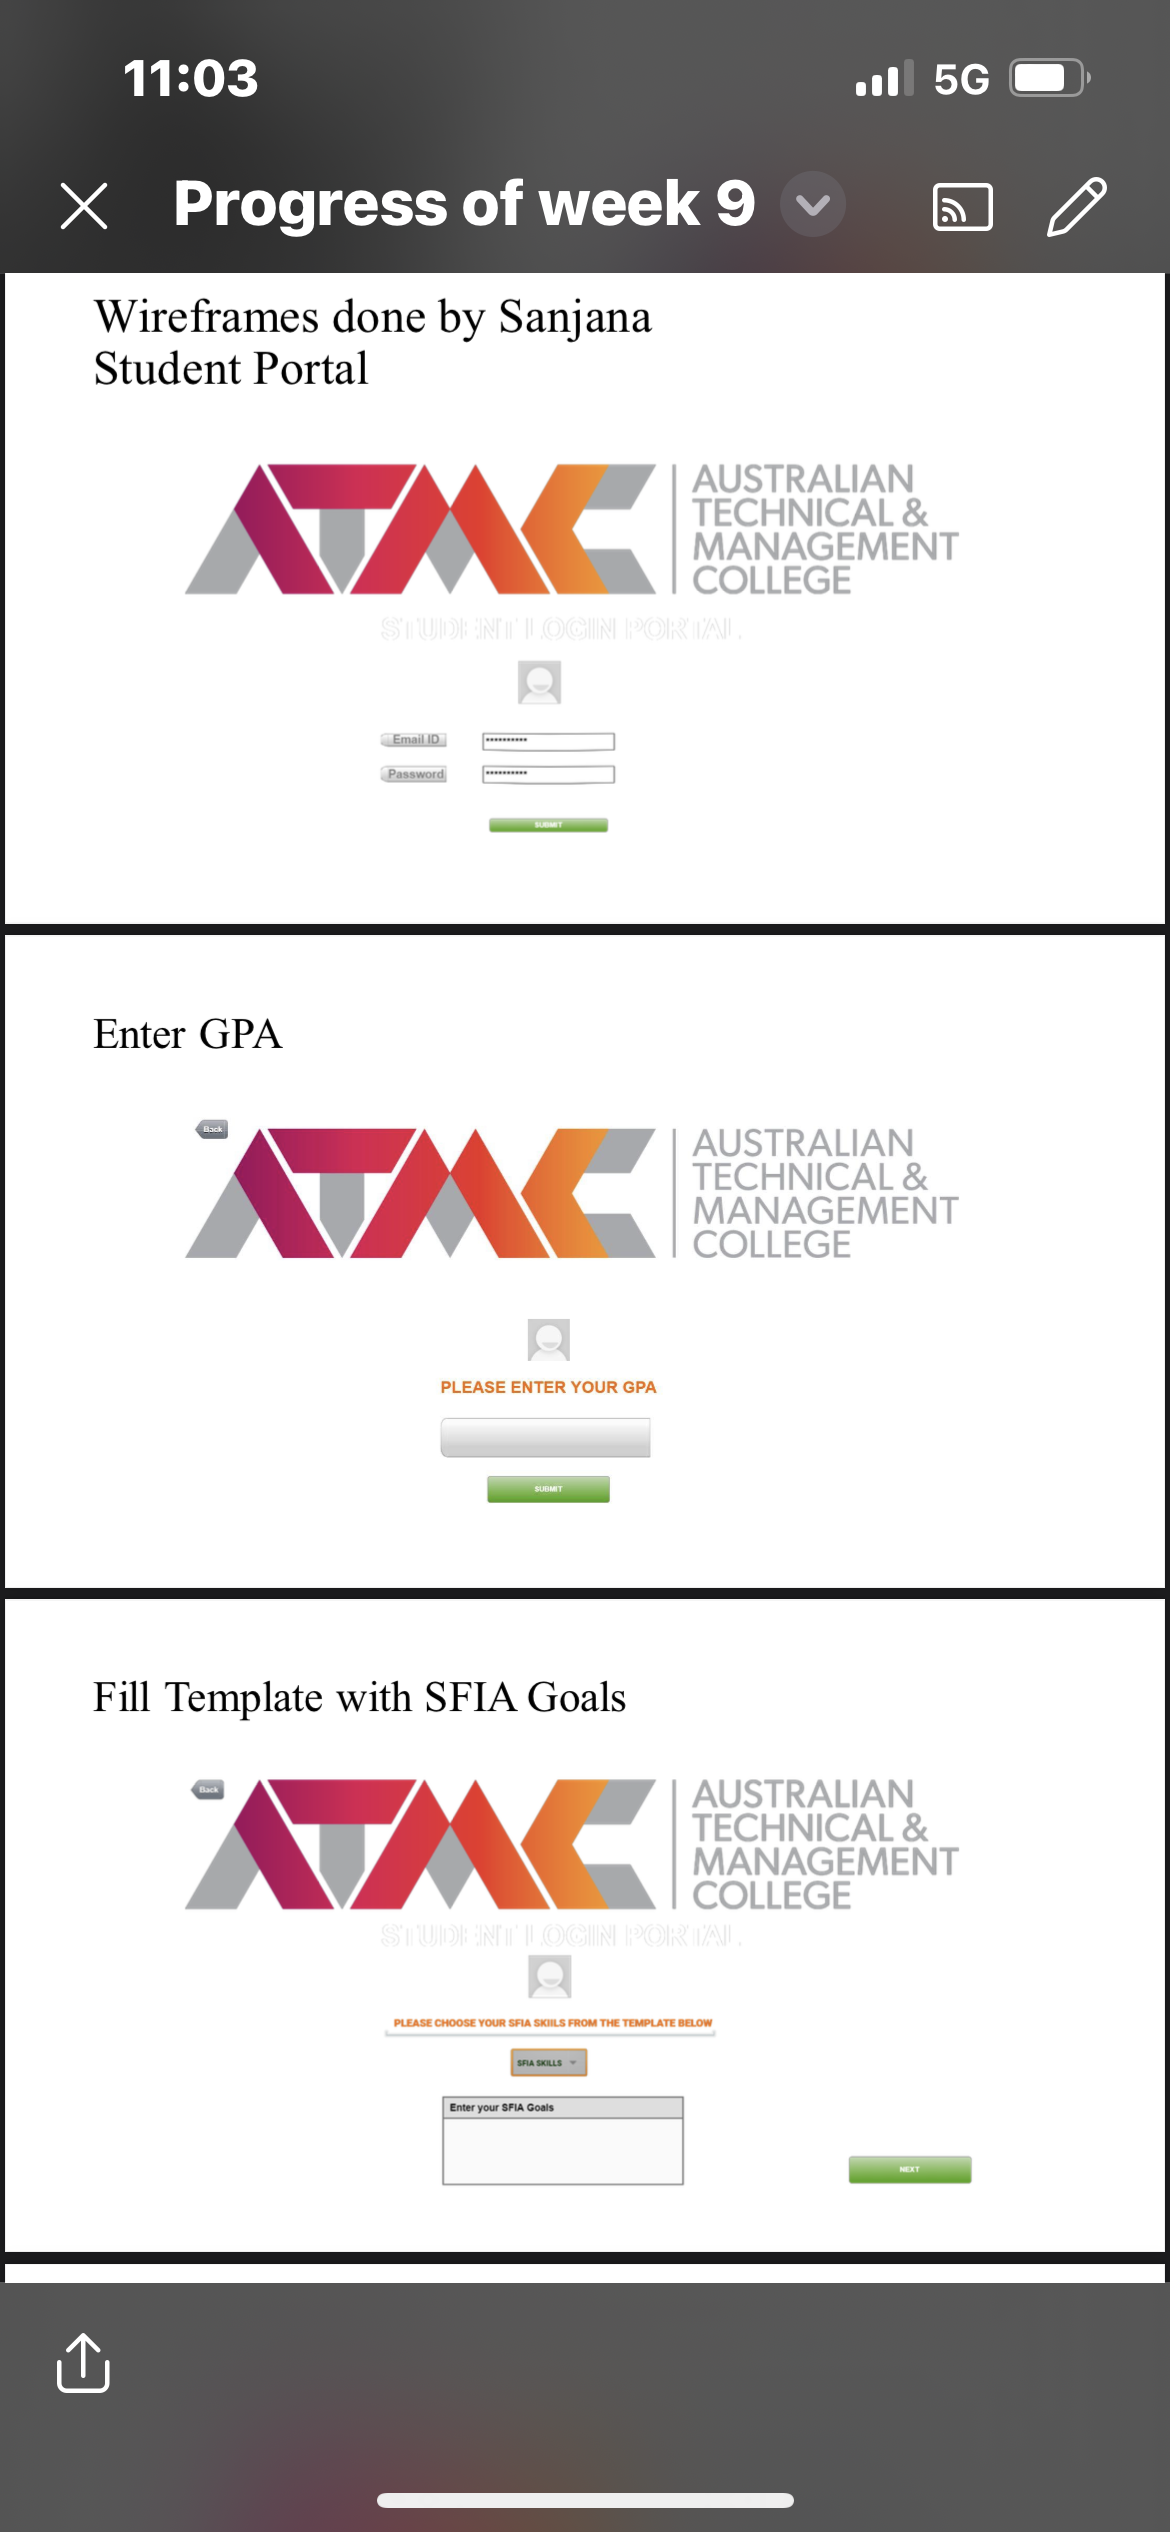 11:03
5G
Progress of week 9
Wireframes done by Sanjana
Student Portal
ATMC
AUSTRALIAN
TECHNICAL &
MANAGEMENT
COLLEGE
STUDENT LOGIN PORTAL
Email ID
**********
Password
**********
SUBMIT
Enter GPA
Back
ATMC
AUSTRALIAN
TECHNICAL &
MANAGEMENT
COLLEGE
PLEASE ENTER YOUR GPA
SUBMIT
Fill Template with SFIA Goals
Back
ATMC
AUSTRALIAN
TECHNICAL &
MANAGEMENT
COLLEGE
STUDENT LOGIN PORTAL
PLEASE CHOOSE YOUR SFIA SKIILS FROM THE TEMPLATE BELOW
SFIA SKILLS
Enter your SFIA Goals
NEXT